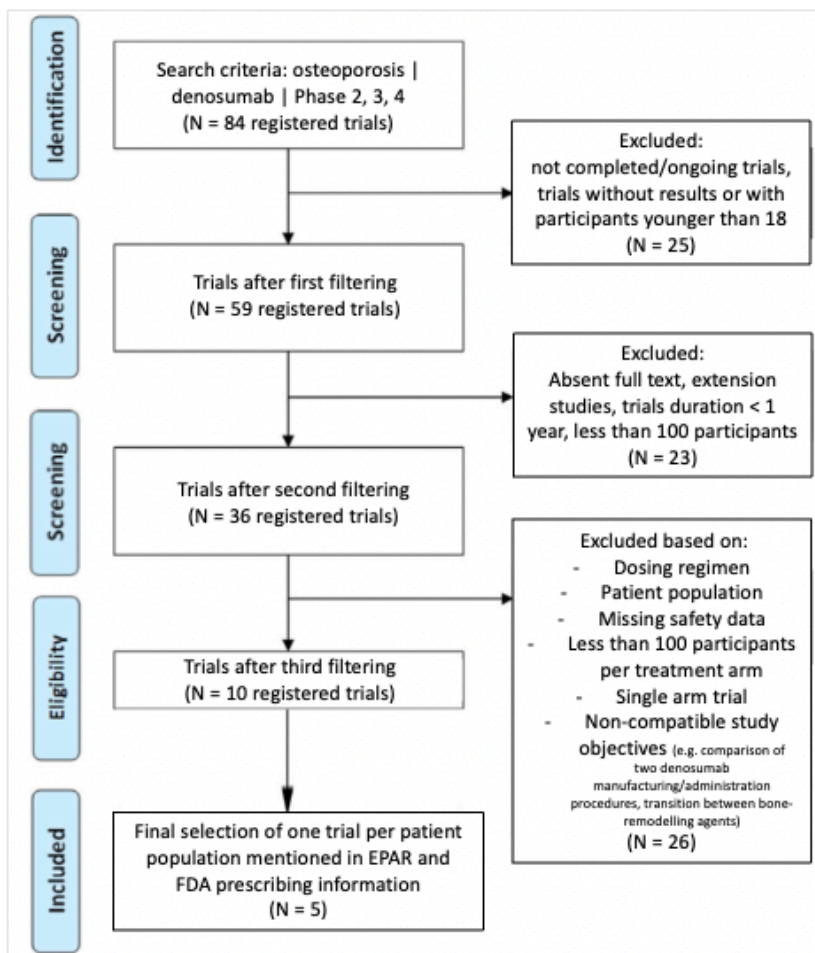 Identification
Search criteria: osteoporosis |
denosumab | Phase 2, 3, 4
(N = 84 registered trials)
Excluded:
not completed/ongoing trials,
trials without results or with
participants younger than 18
(N = 25)
Screening
Trials after first filtering
(N = 59 registered trials)
Excluded:
Absent full text, extension
studies, trials duration < 1
year, less than 100 participants
(N = 23)
Screening
Trials after second filtering
(N = 36 registered trials)
Excluded based on:
- Dosing regimen
- Patient population
- Missing safety data
- Less than 100 participants
per treatment arm
- Single arm trial
- Non-compatible study
objectives (e.g. comparison of
two denosumab
manufacturing/administration
procedures, transition between bone-
remodelling agents)
(N = 26)
Eligibility
Trials after third filtering
(N = 10 registered trials)
Included
Final selection of one trial per patient
population mentioned in EPAR and
FDA prescribing information
(N = 5)